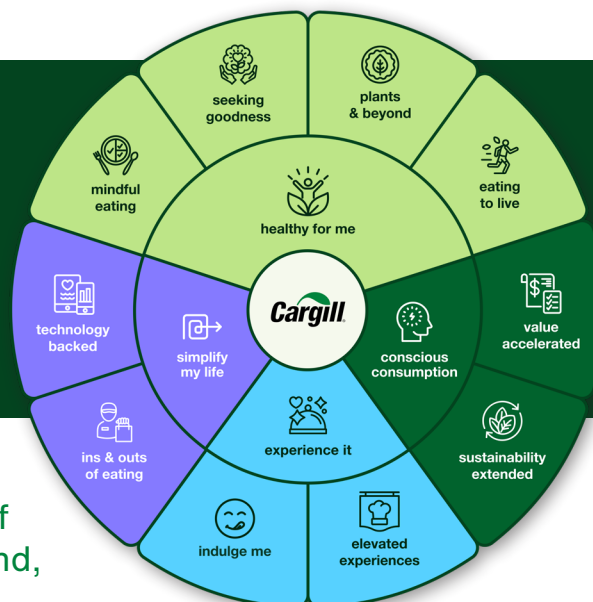 seeking
goodness
plants
& beyond
mindful
eating
eating
to live
healthy for me
technology
backed
simplify
my life
Cargill
conscious
consumption
value
accelerated
ins & outs
of eating
experience it
sustainability
extended
indulge me
elevated
experiences
f
nd,